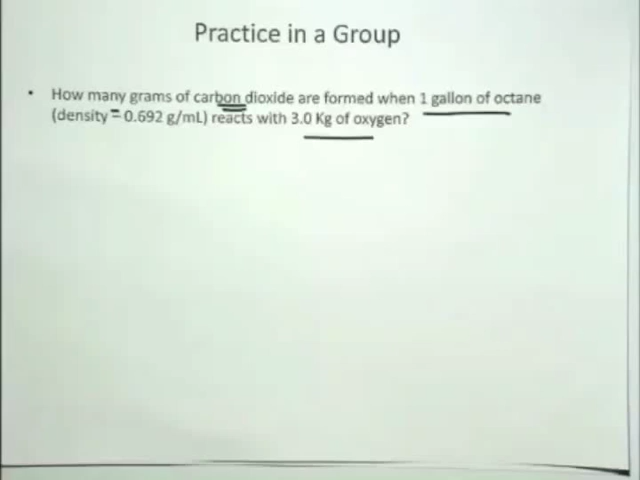 Practice in a Group
• How many grams of carbon dioxide are formed when 1 gallon of octane
(density = 0.692 g/mL) reacts with 3.0 Kg of oxygen?